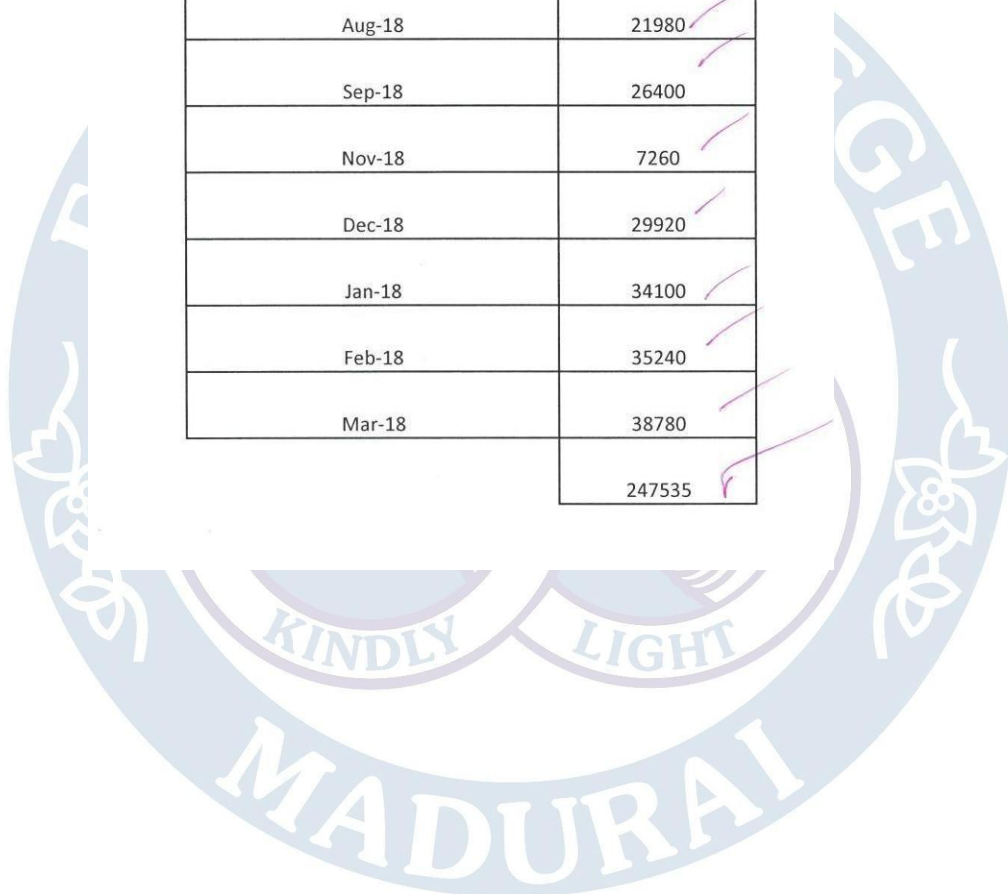 Aug-18 21980
Sep-18 26400
Nov-18 7260
Dec-18 29920
Jan-18 34100
Feb-18 35240
Mar-18 38780
247535
KINDLY LIGHT
MADURAI